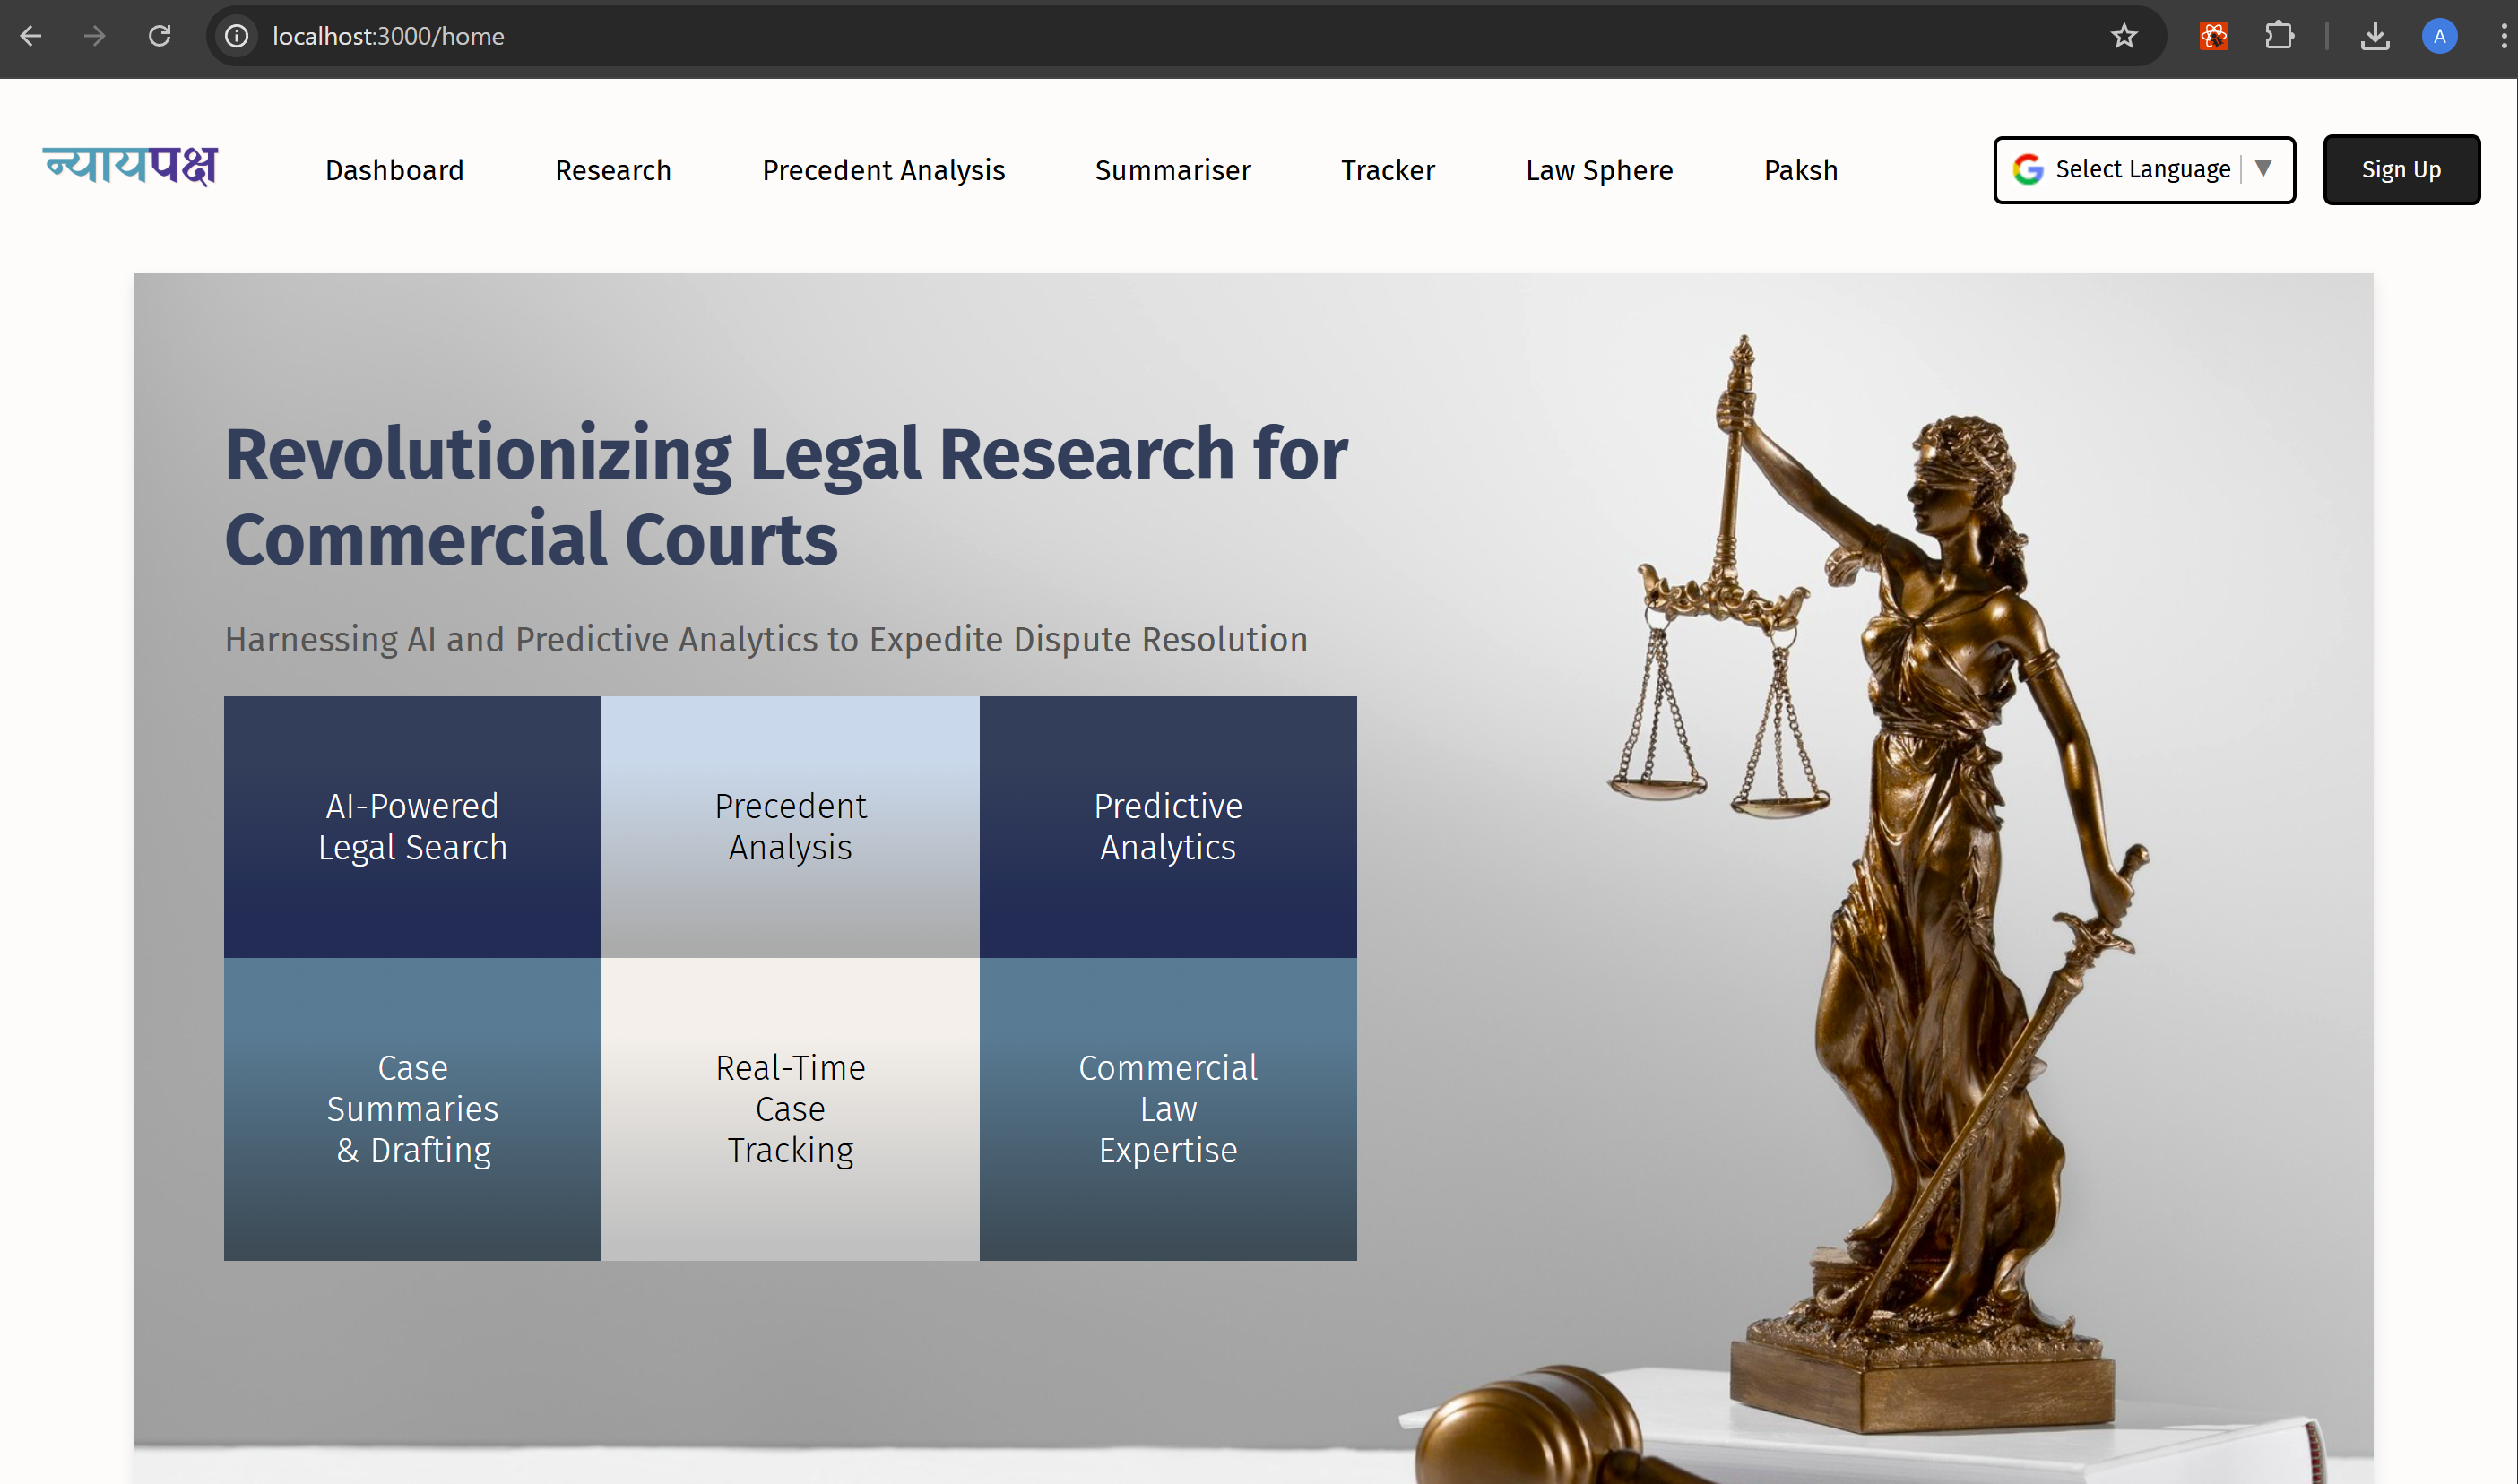 localhost:3000/home
A
न्यायपक्ष
Dashboard
Research
Precedent Analysis
Summariser
Tracker
Law Sphere
Paksh
Select Language
Sign Up
Revolutionizing Legal Research for
Commercial Courts
Harnessing AI and Predictive Analytics to Expedite Dispute Resolution
AI-Powered
Legal Search
Precedent
Analysis
Predictive
Analytics
Case
Summaries
& Drafting
Real-Time
Case
Tracking
Commercial
Law
Expertise